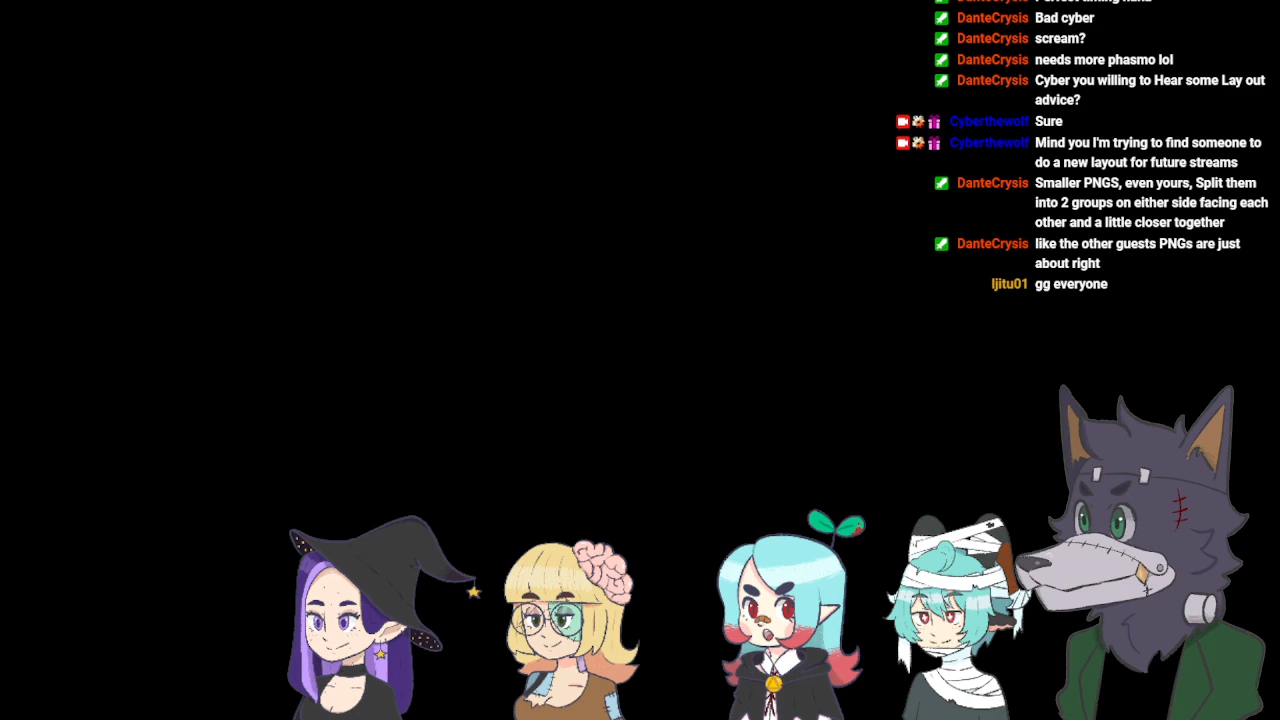 DanteCrysis Bad cyber
DanteCrysis scream?
DanteCrysis needs more phasmo lol
DanteCrysis Cyber you willing to Hear some Lay out
advice?
Cyberthewolf Sure
Cyberthewolf Mind you I'm trying to find someone to
do a new layout for future streams
DanteCrysis Smaller PNGS, even yours, Split them
into 2 groups on either side facing each
other and a little closer together
DanteCrysis like the other guests PNGs are just
about right
ljitu01 gg everyone